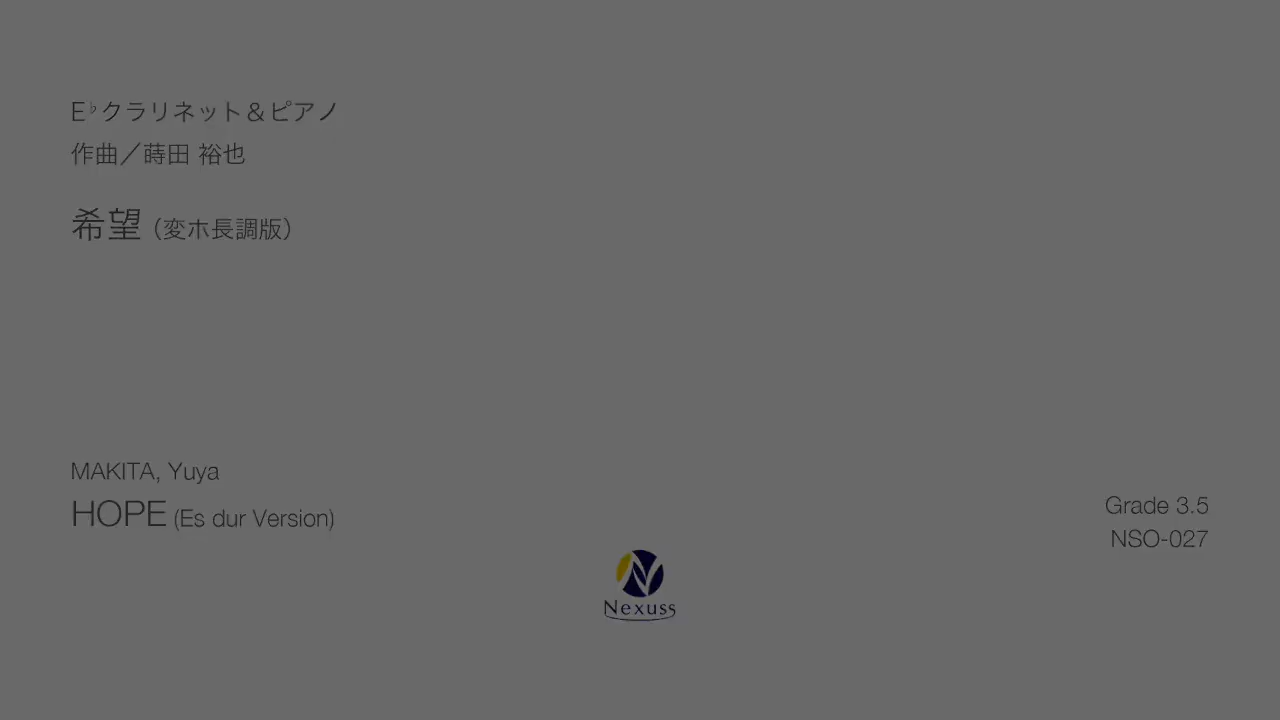 E♭クラリネット＆ピアノ
作曲／蒔田 裕也
希望（変ホ長調版）
MAKITA, Yuya
HOPE (Es dur Version)
Grade 3.5
NSO-027
Nexuss